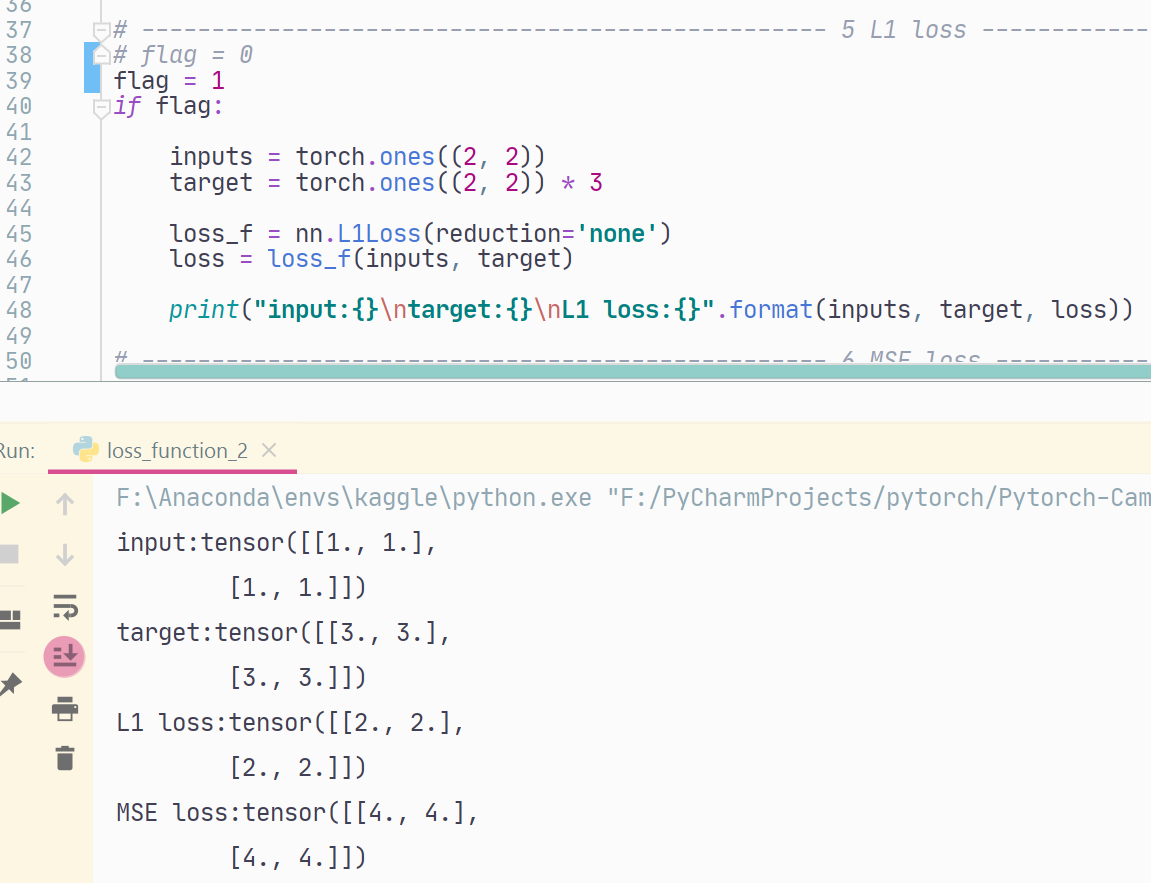 36
37 # ------------------------------------------------- 5 L1 loss ------------
38 # flag = 0
39 flag = 1
40 if flag:
41
42     inputs = torch.ones((2, 2))
43     target = torch.ones((2, 2)) * 3
44
45     loss_f = nn.L1Loss(reduction='none')
46     loss = loss_f(inputs, target)
47
48     print("input:{}\ntarget:{}\nL1 loss:{}".format(inputs, target, loss))
49
50 # ------------------------------------------------- 6 MSE loss -----------
51
Run: loss_function_2
F:\Anaconda\envs\kaggle\python.exe "F:/PyCharmProjects/pytorch/Pytorch-Cam
input:tensor([[1., 1.],
        [1., 1.]])
target:tensor([[3., 3.],
        [3., 3.]])
L1 loss:tensor([[2., 2.],
        [2., 2.]])
MSE loss:tensor([[4., 4.],
        [4., 4.]])